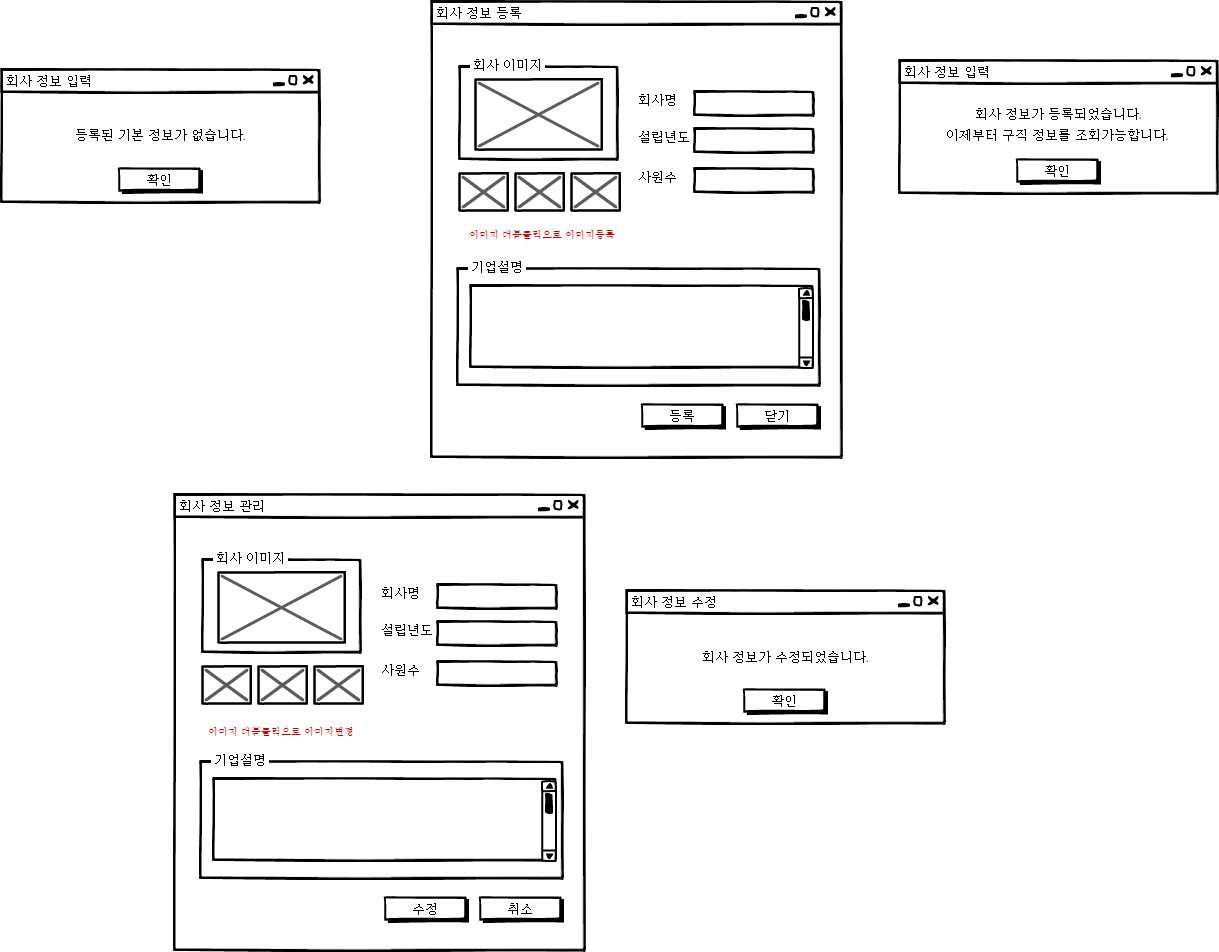 회사 정보 입력
등록된 기본 정보가 없습니다.
확인
회사 정보 등록
회사 이미지
회사명
설립년도
사원수
이미지 더블클릭으로 이미지등록
기업설명
등록
닫기
회사 정보 입력
회사 정보가 등록되었습니다.
이제부터 구직 정보를 조회가능합니다.
확인
회사 정보 관리
회사 이미지
회사명
설립년도
사원수
이미지 더블클릭으로 이미지변경
기업설명
수정
취소
회사 정보 수정
회사 정보가 수정되었습니다.
확인